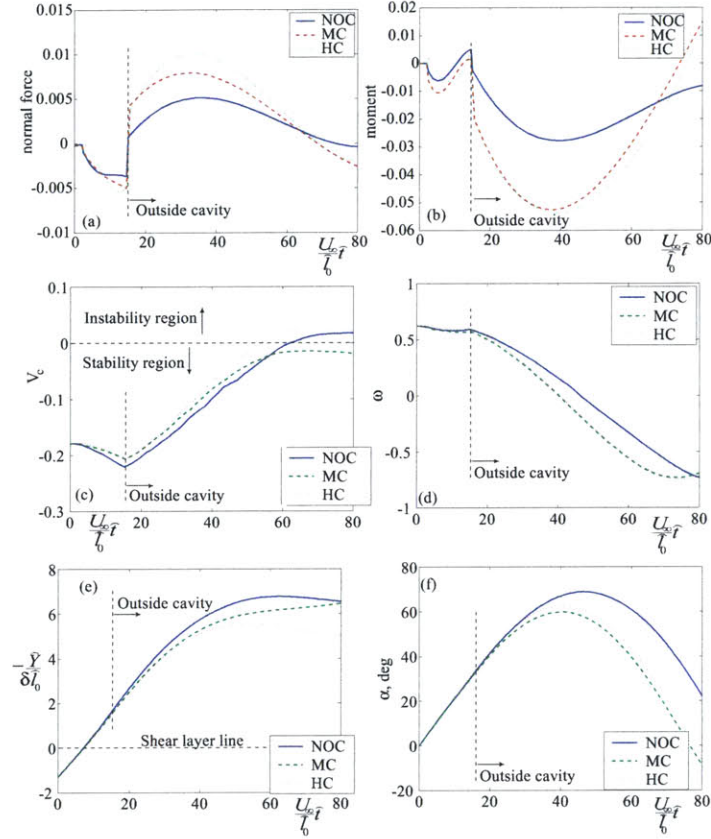 0.015
0.01
0.005
0
-0.005
-0.01
normal force
NOC
MC
HC
(a)
Outside cavity
0 20 40 60 80
0.02
0.01
0
-0.01
-0.02
-0.03
-0.04
-0.05
-0.06
moment
NOC
MC
HC
(b)
Outside cavity
0 20 40 60 80
0.1
0
-0.1
-0.2
-0.3
V_c
Instability region
Stability region
NOC
MC
HC
(c)
Outside cavity
0 20 40 60 80
1
0.5
0
-0.5
-1
ω
NOC
MC
HC
(d)
Outside cavity
0 20 40 60 80
8
6
4
2
0
-2
(e)
Outside cavity
Shear layer line
NOC
MC
HC
0 20 40 60 80
80
60
40
20
0
-20
α, deg
(f)
Outside cavity
NOC
MC
HC
0 20 40 60 80